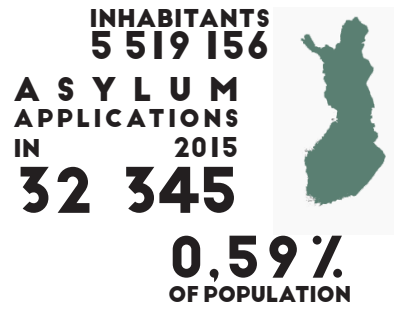 INHABITANTS
5 519 156
ASYLUM
APPLICATIONS
IN 2015
32 345
0,59%
OF POPULATION